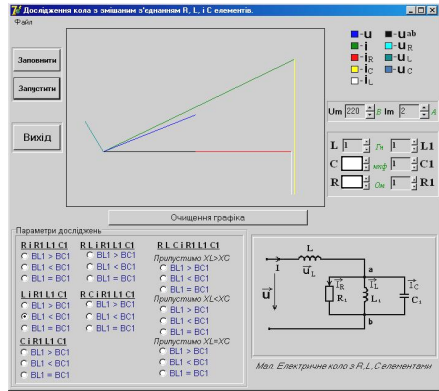 Дослідження кола з змішаним з'єднанням R, L, і C елементів.
Файл
Заповнити
Запустити
Вихід
-u -uab
-i -uR
-iR -uL
-iC -uC
-iL
Um 220 В Im 2 А
L 1 Гн 1 L1
C мкф 1 C1
R Ом 1 R1
Очищення графіка
Параметри досліджень
R і R1 L1 C1
BL1 > BC1
BL1 < BC1
BL1 = BC1
L і R1 L1 C1
BL1 > BC1
BL1 < BC1
BL1 = BC1
C і R1 L1 C1
BL1 > BC1
BL1 < BC1
BL1 = BC1
R L і R1 L1 C1
BL1 > BC1
BL1 < BC1
BL1 = BC1
R C і R1 L1 C1
BL1 > BC1
BL1 < BC1
BL1 = BC1
R L C і R1 L1 C1
Припустимо XL>XC
BL1 > BC1
BL1 < BC1
BL1 = BC1
Припустимо XL<XC
BL1 > BC1
BL1 < BC1
BL1 = BC1
Припустимо XL=XC
BL1 > BC1
BL1 < BC1
BL1 = BC1
L
I
uL
a
IR
IL
IC
u
R1
L1
C1
b
Мал. Електричне коло з R,L,C елементами